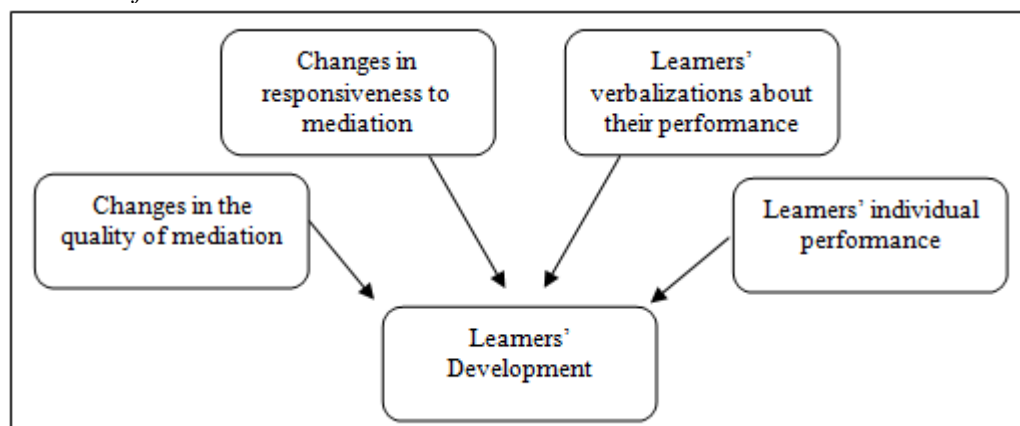 Changes in
responsiveness to
mediation
Learners'
verbalizations about
their performance
Changes in the
quality of mediation
Learners' individual
performance
Learners'
Development